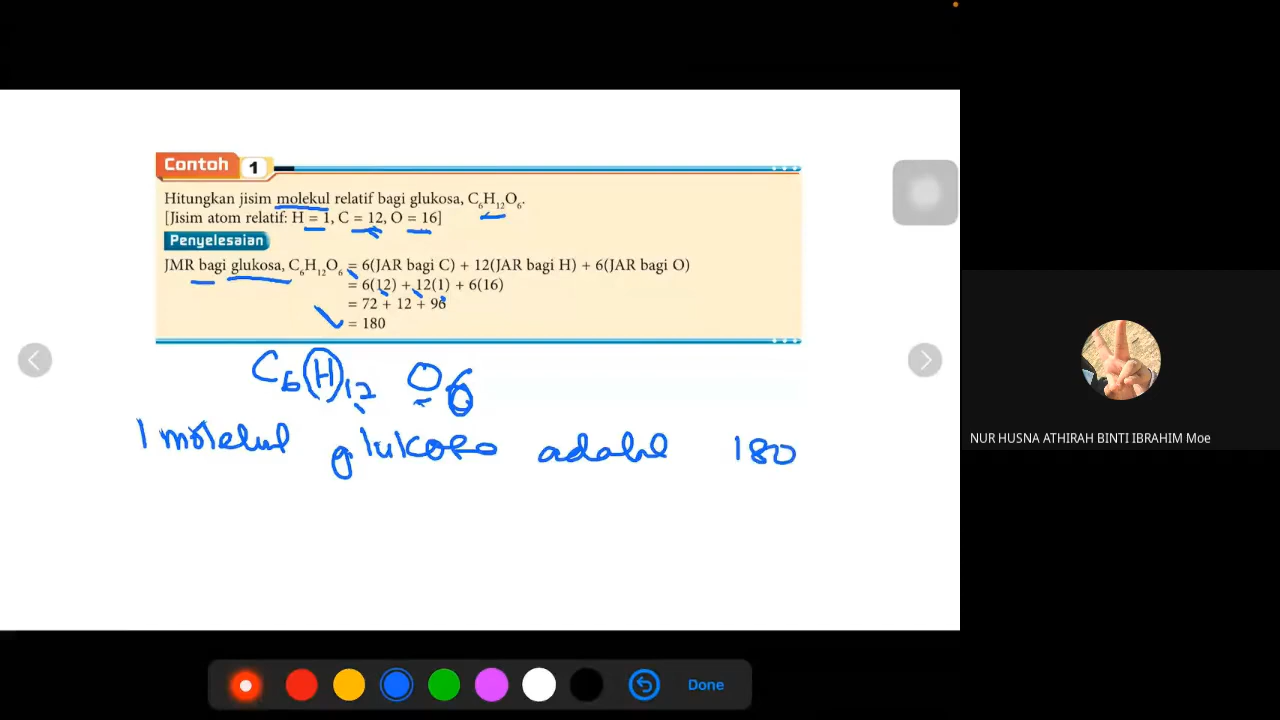 Contoh 1
Hitungkan jisim molekul relatif bagi glukosa, C₆H₁₂O₆.
[Jisim atom relatif: H = 1, C = 12, O = 16]
Penyelesaian
JMR bagi glukosa, C₆H₁₂O₆ = 6(JAR bagi C) + 12(JAR bagi H) + 6(JAR bagi O)
= 6(12) + 12(1) + 6(16)
= 72 + 12 + 96
= 180
C₆H₁₂ O₆
1 molekul glukosa adalah 180
NUR HUSNA ATHIRAH BINTI IBRAHIM Moe
Done